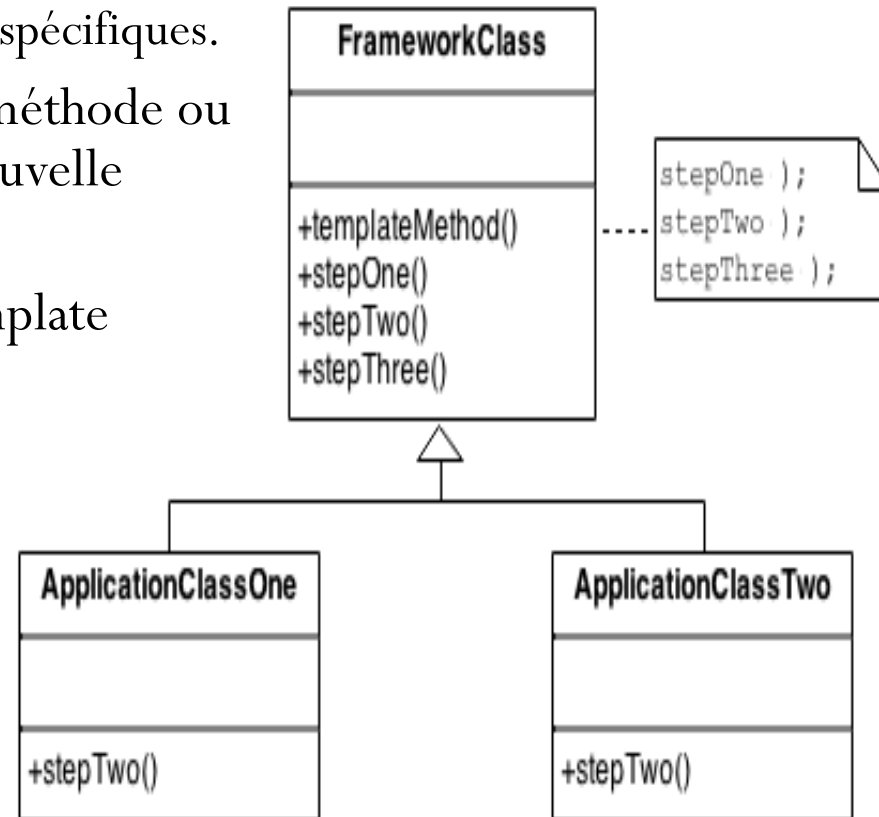 spécifiques.
méthode ou
uvelle
plate
FrameworkClass
+templateMethod()
+stepOne()
+stepTwo()
+stepThree()
stepOne );
stepTwo );
stepThree );
ApplicationClassOne
+stepTwo()
ApplicationClassTwo
+stepTwo()